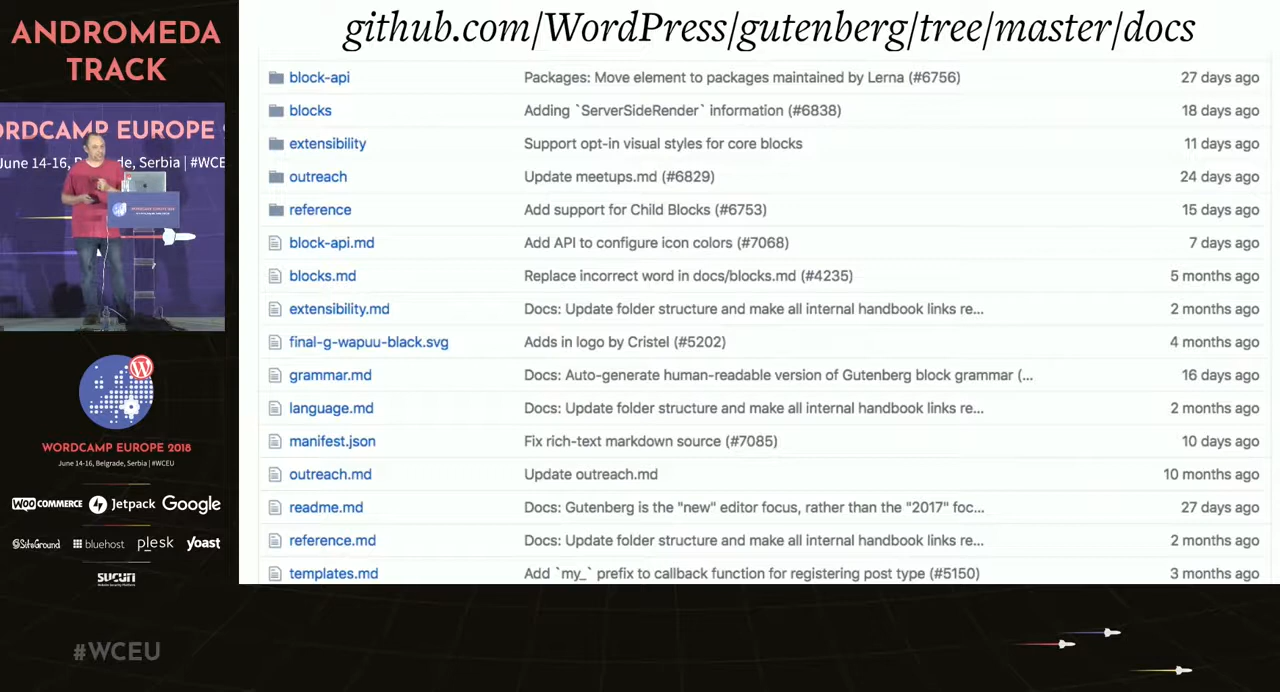 ANDROMEDA
TRACK
ORDCAMP EUROPE
June 14-16, B de, Serbia | #WCE
WORDCAMP EUROPE 2018
June 14-16, Belgrade, Serbia | #WCEU
WOO COMMERCE Jetpack Google
SiteGround bluehost plesk yoast
SUCURI
#WCEU
github.com/WordPress/gutenberg/tree/master/docs
block-api Packages: Move element to packages maintained by Lerna (#6756) 27 days ago
blocks Adding `ServerSideRender` information (#6838) 18 days ago
extensibility Support opt-in visual styles for core blocks 11 days ago
outreach Update meetups.md (#6829) 24 days ago
reference Add support for Child Blocks (#6753) 15 days ago
block-api.md Add API to configure icon colors (#7068) 7 days ago
blocks.md Replace incorrect word in docs/blocks.md (#4235) 5 months ago
extensibility.md Docs: Update folder structure and make all internal handbook links re... 2 months ago
final-g-wapuu-black.svg Adds in logo by Cristel (#5202) 4 months ago
grammar.md Docs: Auto-generate human-readable version of Gutenberg block grammar (... 16 days ago
language.md Docs: Update folder structure and make all internal handbook links re... 2 months ago
manifest.json Fix rich-text markdown source (#7085) 10 days ago
outreach.md Update outreach.md 10 months ago
readme.md Docs: Gutenberg is the "new" editor focus, rather than the "2017" foc... 27 days ago
reference.md Docs: Update folder structure and make all internal handbook links re... 2 months ago
templates.md Add `my_` prefix to callback function for registering post type (#5150) 3 months ago